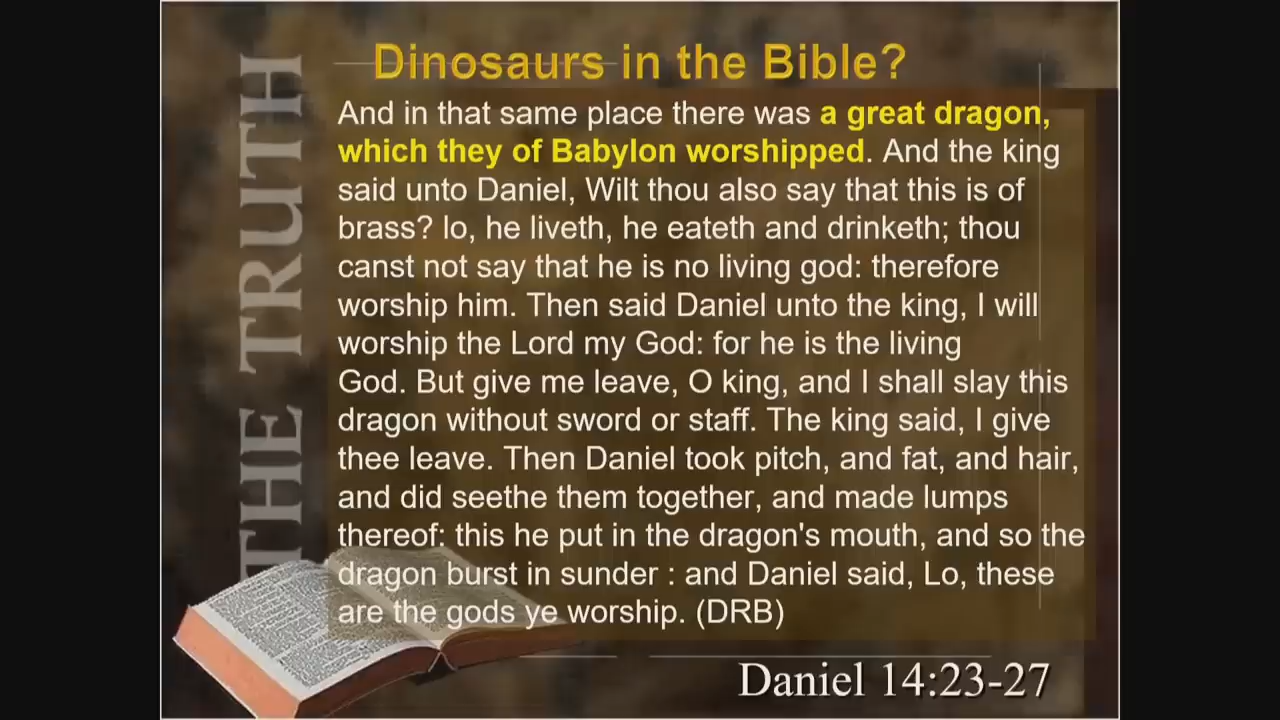 Dinosaurs in the Bible?
THE TRUTH
And in that same place there was a great dragon,
which they of Babylon worshipped. And the king
said unto Daniel, Wilt thou also say that this is of
brass? lo, he liveth, he eateth and drinketh; thou
canst not say that he is no living god: therefore
worship him. Then said Daniel unto the king, I will
worship the Lord my God: for he is the living
God. But give me leave, O king, and I shall slay this
dragon without sword or staff. The king said, I give
thee leave. Then Daniel took pitch, and fat, and hair,
and did seethe them together, and made lumps
thereof: this he put in the dragon's mouth, and so the
dragon burst in sunder : and Daniel said, Lo, these
are the gods ye worship. (DRB)
Daniel 14:23-27